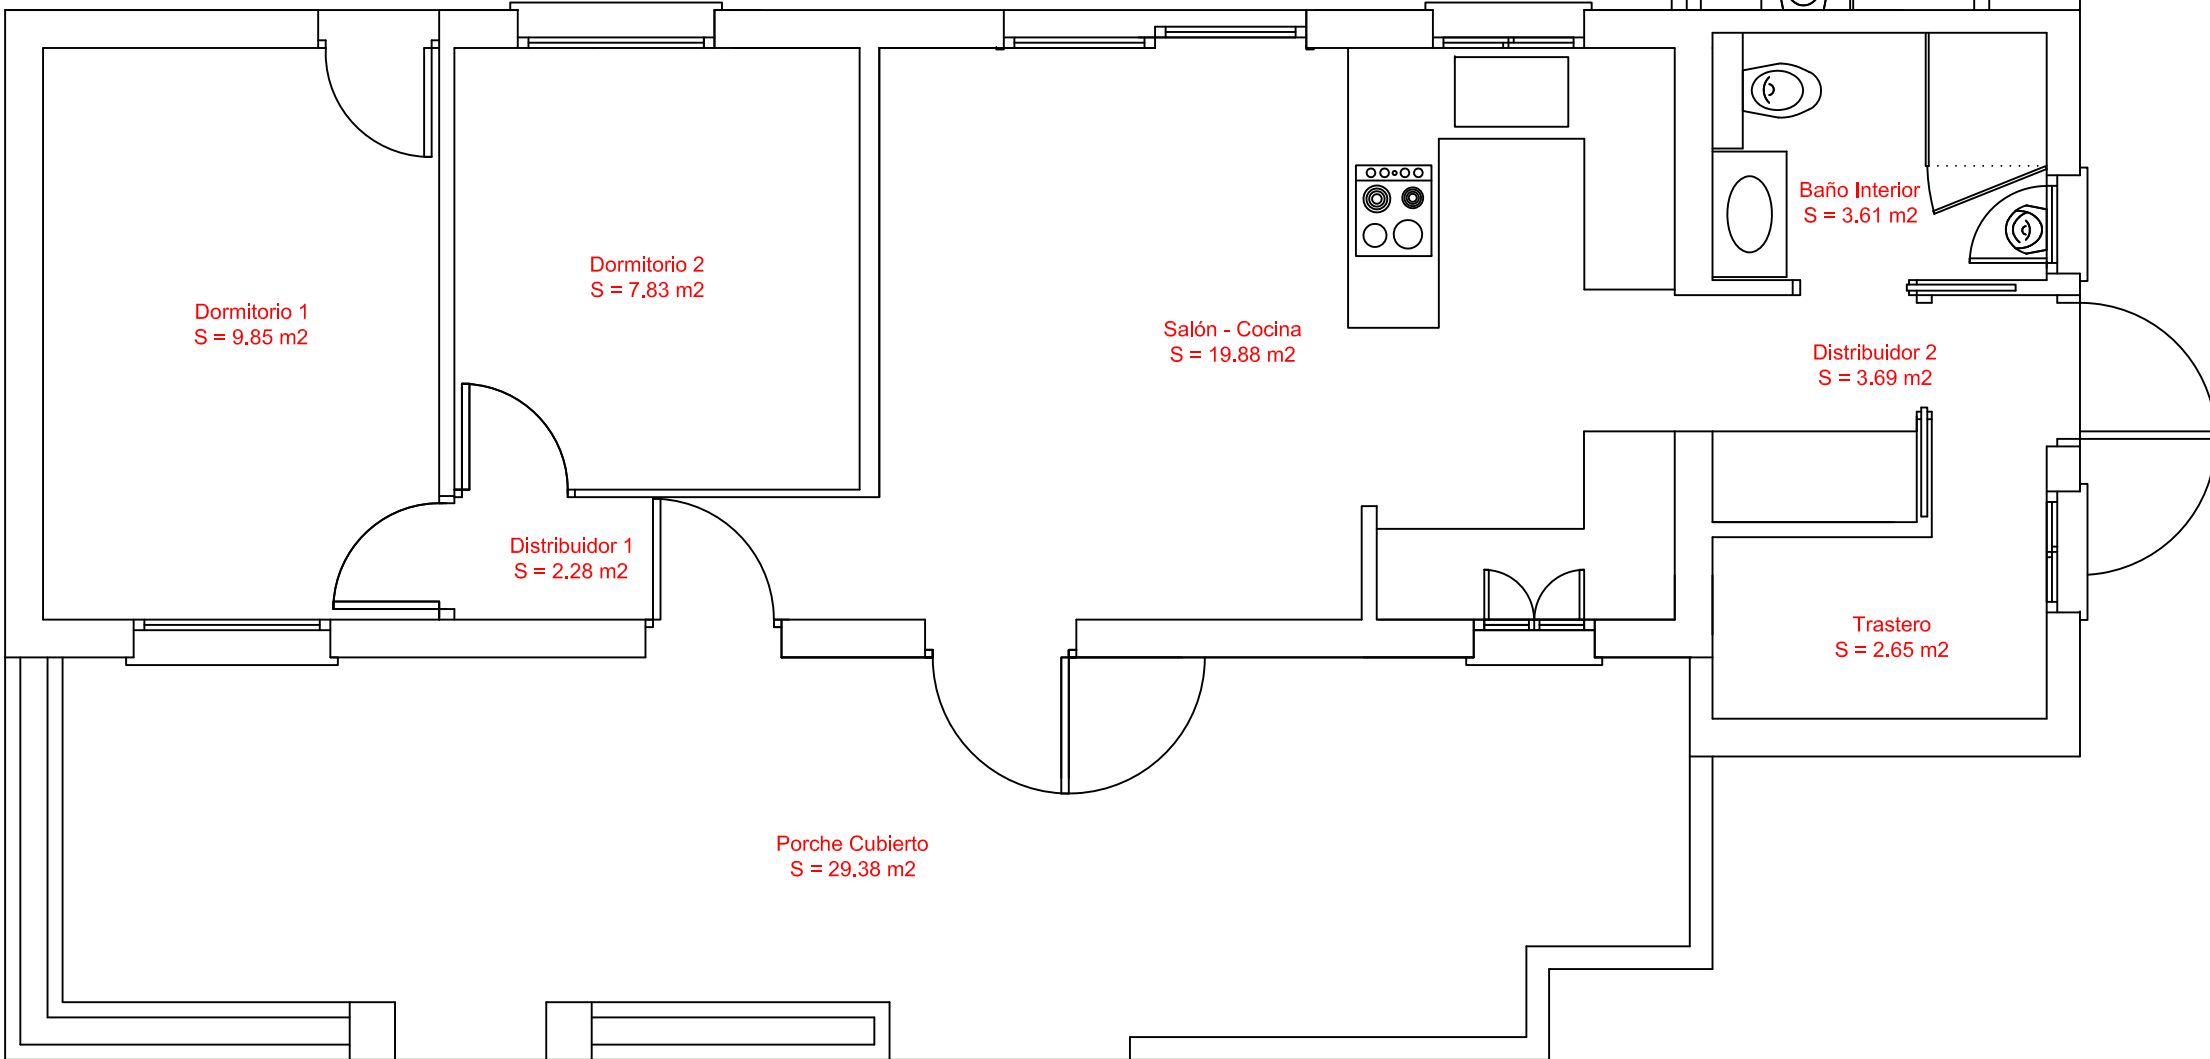 Baño Interior
S = 3.61 m2
Dormitorio 2
S = 7.83 m2
Dormitorio 1
S = 9.85 m2
Salón - Cocina
S = 19.88 m2
Distribuidor 2
S = 3.69 m2
Distribuidor 1
S = 2.28 m2
Trastero
S = 2.65 m2
Porche Cubierto
S = 29.38 m2